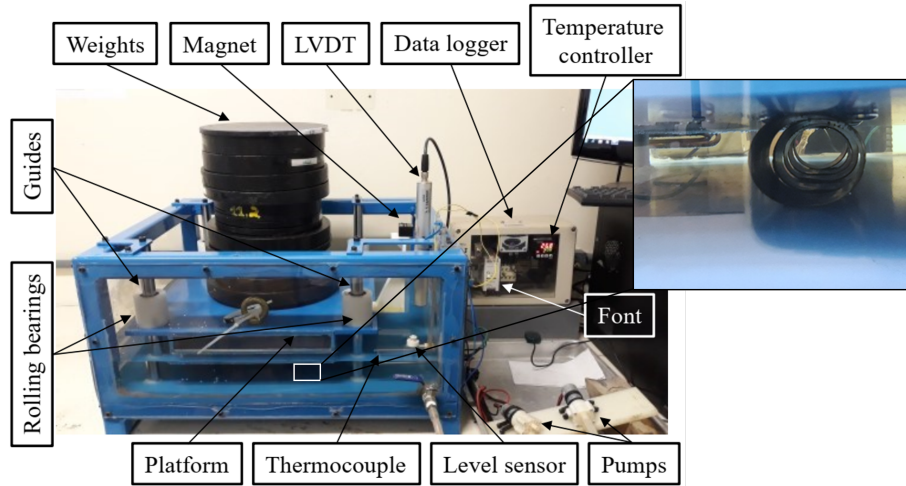 Weights
Magnet
LVDT
Data logger
Temperature
controller
Guides
Rolling bearings
Font
Platform
Thermocouple
Level sensor
Pumps